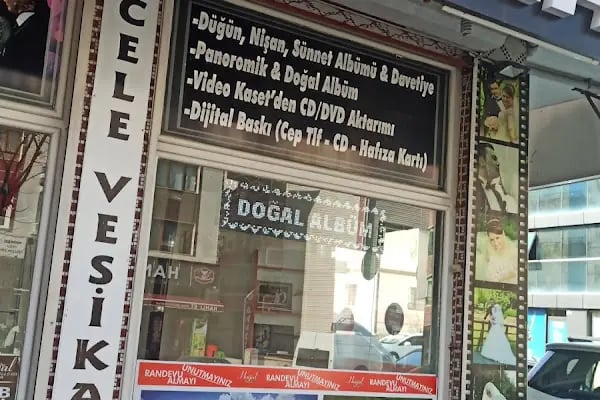 -Düğün, Nişan, Sünnet Albümü & Davetiye
-Panoromik & Doğal Albüm
-Video Kaset'den CD/DVD Aktarımı
-Dijital Baskı (Cep Tlf - CD - Hafıza Kartı)
CELE VESİKA
DOĞAL ALBÜM
RANDEVU ALMAYI UNUTMAYINIZ
RANDEVU ALMAYI UNUTMAYINIZ
RANDEVU ALMAYI UNUTMAYINIZ